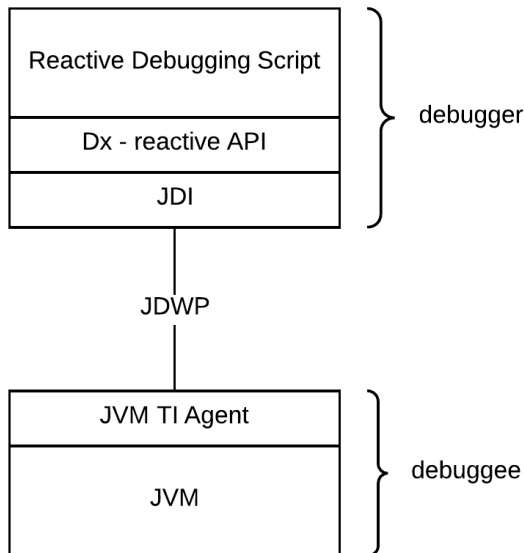 Reactive Debugging Script
debugger
Dx - reactive API
JDI
JDWP
JVM TI Agent
debuggee
JVM